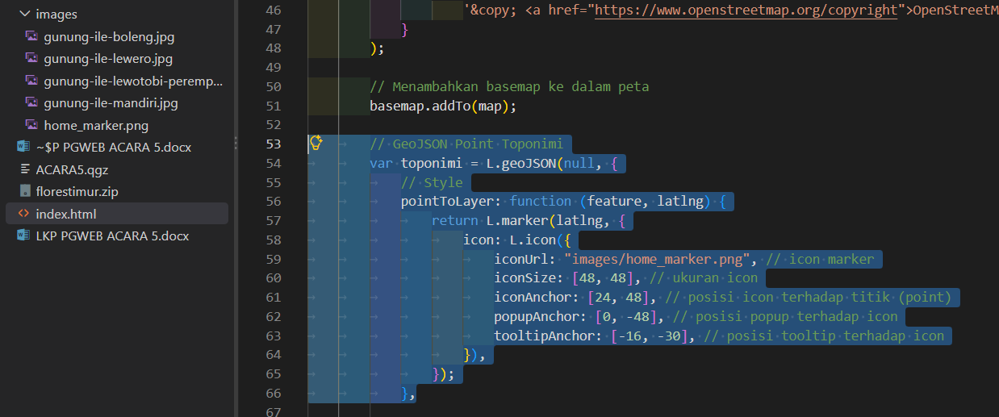 images
gunung-ile-boleng.jpg
gunung-ile-lewero.jpg
gunung-ile-lewotobi-peremp...
gunung-ile-mandiri.jpg
home_marker.png
~$P PGWEB ACARA 5.docx
ACARA5.qgz
florestimur.zip
index.html
LKP PGWEB ACARA 5.docx
46 '&copy; <a href="https://www.openstreetmap.org/copyright">OpenStreetM
47 }
48 );
49
50 // Menambahkan basemap ke dalam peta
51 basemap.addTo(map);
52
53 // GeoJSON Point Toponimi
54 var toponimi = L.geoJSON(null, {
55 // Style
56 pointToLayer: function (feature, latlng) {
57 return L.marker(latlng, {
58 icon: L.icon({
59 iconUrl: "images/home_marker.png", // icon marker
60 iconSize: [48, 48], // ukuran icon
61 iconAnchor: [24, 48], // posisi icon terhadap titik (point)
62 popupAnchor: [0, -48], // posisi popup terhadap icon
63 tooltipAnchor: [-16, -30], // posisi tooltip terhadap icon
64 }),
65 });
66 },
67